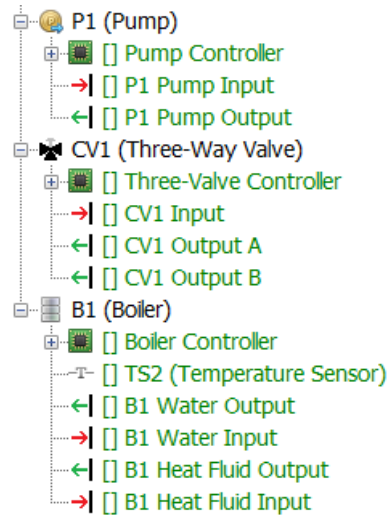 P1 (Pump)
[] Pump Controller
[] P1 Pump Input
[] P1 Pump Output
CV1 (Three-Way Valve)
[] Three-Valve Controller
[] CV1 Input
[] CV1 Output A
[] CV1 Output B
B1 (Boiler)
[] Boiler Controller
-T- [] TS2 (Temperature Sensor)
[] B1 Water Output
[] B1 Water Input
[] B1 Heat Fluid Output
[] B1 Heat Fluid Input